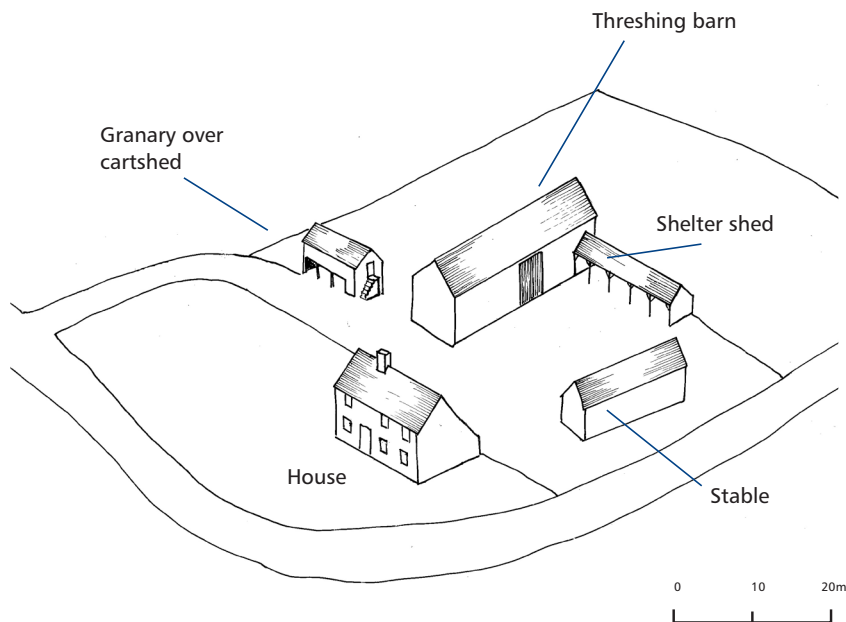 Threshing barn
Granary over
cartshed
Shelter shed
House
Stable
0 10 20m